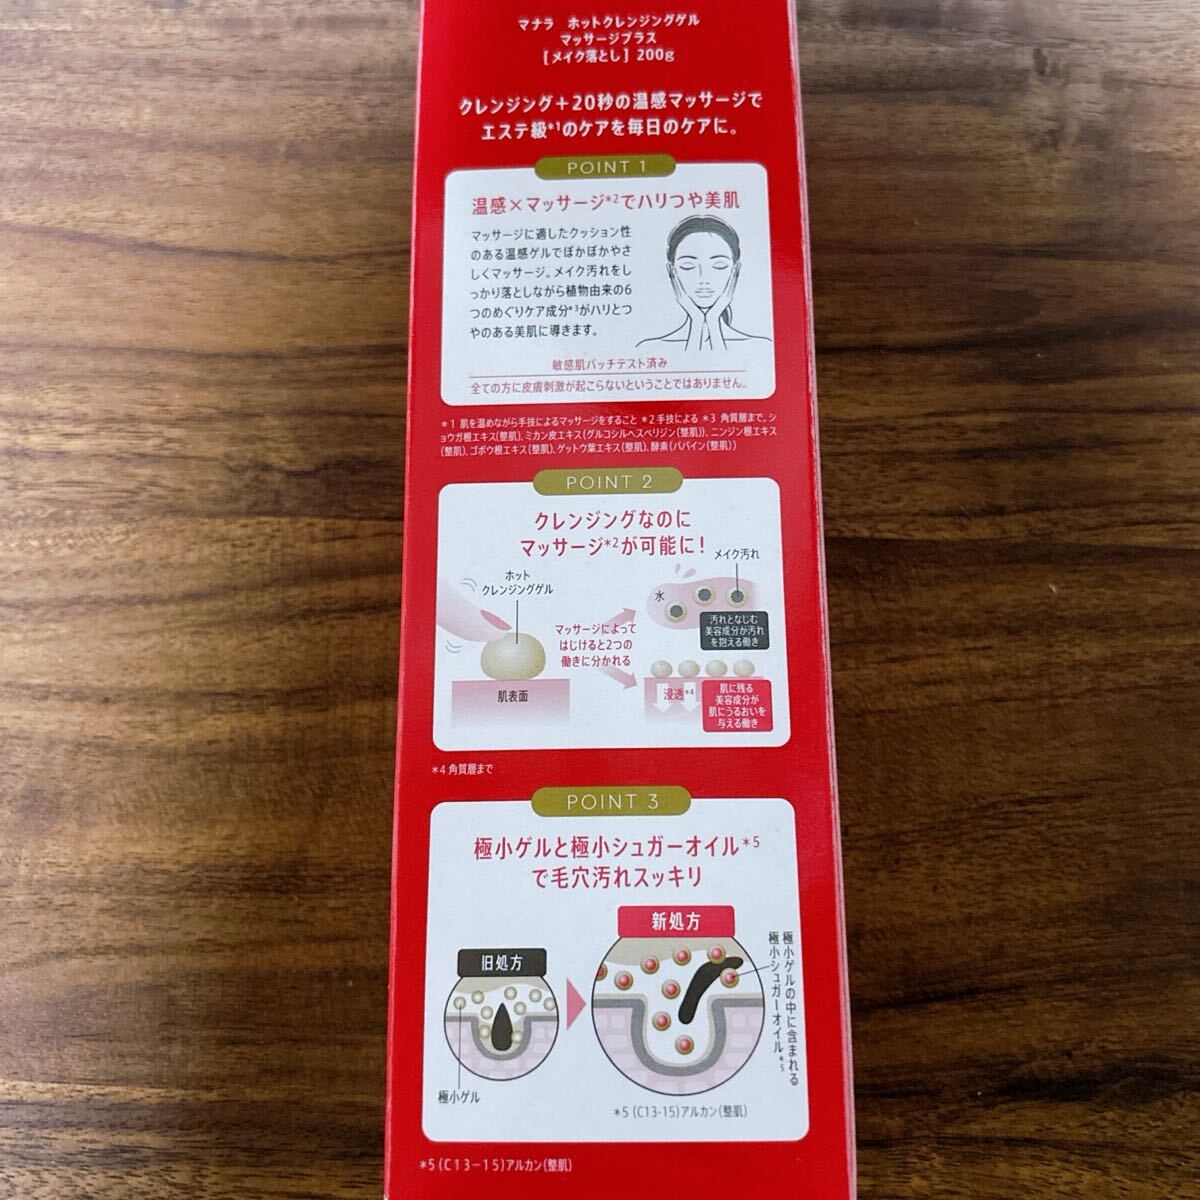 マナラ ホットクレンジングゲル
マッサージプラス
[メイク落とし] 200g
クレンジング＋20秒の温感マッサージで
エステ級*1のケアを毎日のケアに。
POINT 1
温感×マッサージ*2でハリつや美肌
マッサージに適したクッション性
のある温感ゲルでぽかぽかやさ
しくマッサージ。メイク汚れをし
っかり落としながら植物由来の6
つのめぐりケア成分*3がハリとつ
やのある美肌に導きます。
敏感肌パッチテスト済み
全ての方に皮膚刺激が起こらないということではありません。
*1 肌を温めながら手技によるマッサージをすること *2 手技による *3 角質層まで。シ
ョウガ根エキス(整肌)、ミカン皮エキス(グルコシルヘスペリジン(整肌))、ニンジン根エキス
(整肌)、ゴボウ根エキス(整肌)、ゲットウ葉エキス(整肌)、酵素(パパイン(整肌))
POINT 2
クレンジングなのに
マッサージ*2が可能に！
メイク汚れ
ホット
クレンジングゲル
水
汚れとなじむ
美容成分が汚れ
を抱える働き
マッサージによって
はじけると2つの
働きに分かれる
肌表面
浸透*4
肌に残る
美容成分が
肌にうるおいを
与える働き
*4 角質層まで
POINT 3
極小ゲルと極小シュガーオイル*5
で毛穴汚れスッキリ
旧処方
極小ゲル
新処方
極小ゲルの中に含まれる
極小シュガーオイル*5
*5 (C13-15)アルカン(整肌)
*5 (C13-15)アルカン(整肌)